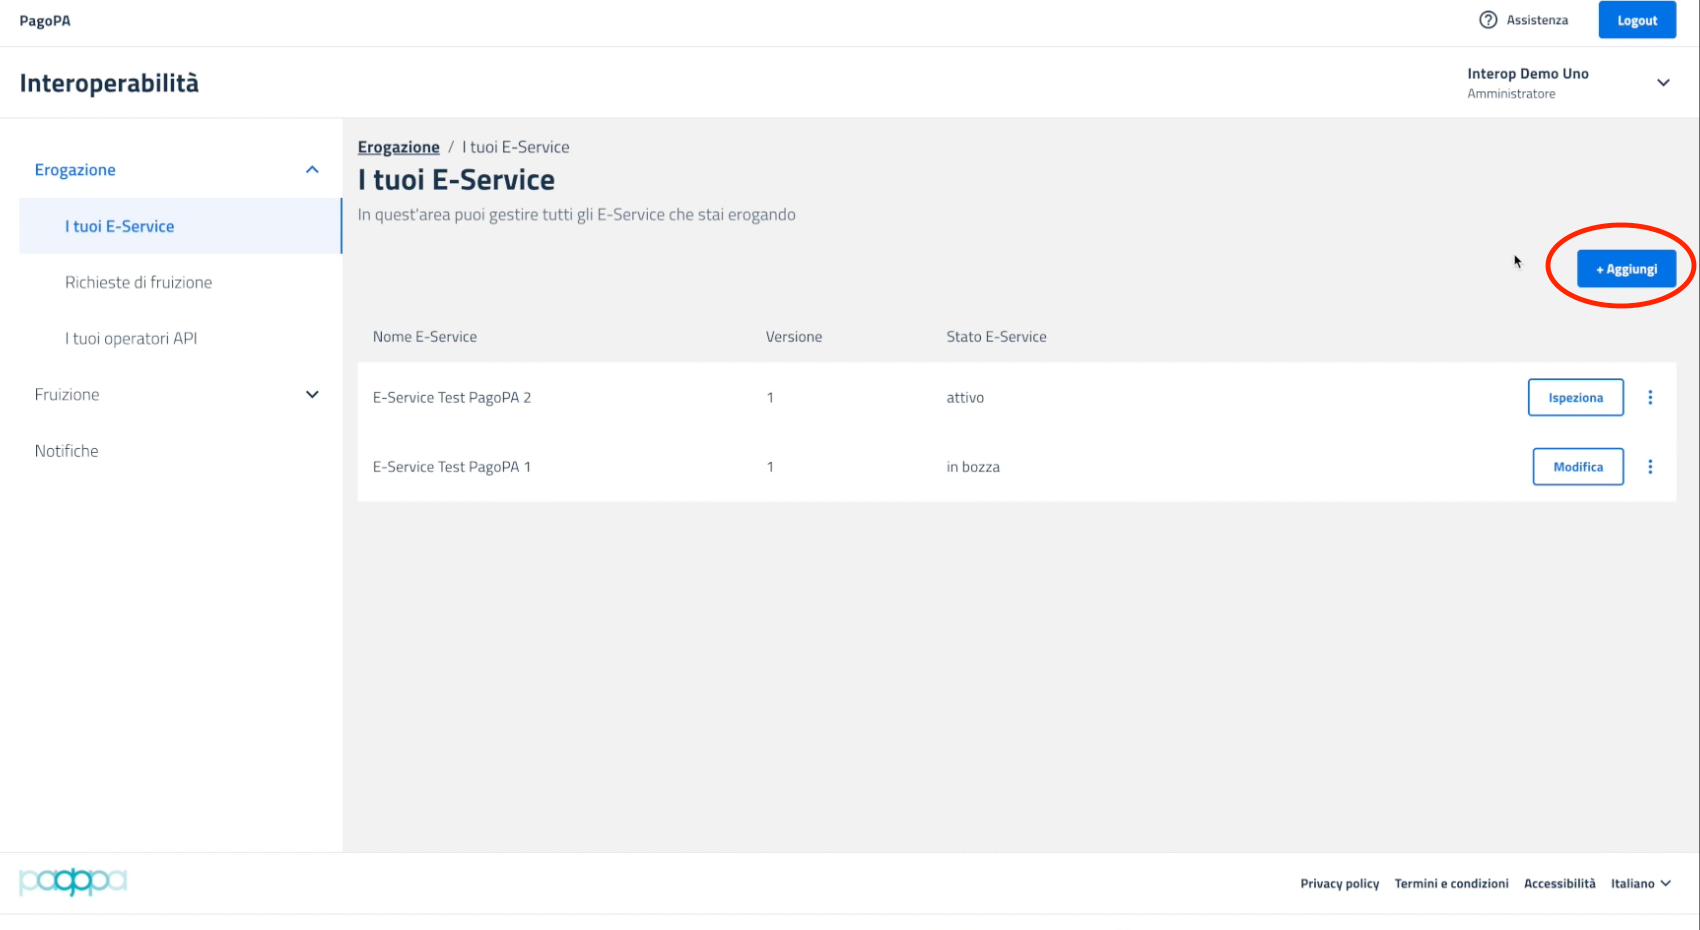 PagoPA
Assistenza
Logout
Interoperabilità
Interop Demo Uno
Amministratore
Erogazione
I tuoi E-Service
Richieste di fruizione
I tuoi operatori API
Fruizione
Notifiche
Erogazione / I tuoi E-Service
I tuoi E-Service
In quest'area puoi gestire tutti gli E-Service che stai erogando
+ Aggiungi
Nome E-Service Versione Stato E-Service
E-Service Test PagoPA 2 1 attivo Ispeziona
E-Service Test PagoPA 1 1 in bozza Modifica
pagopa
Privacy policy Termini e condizioni Accessibilità Italiano